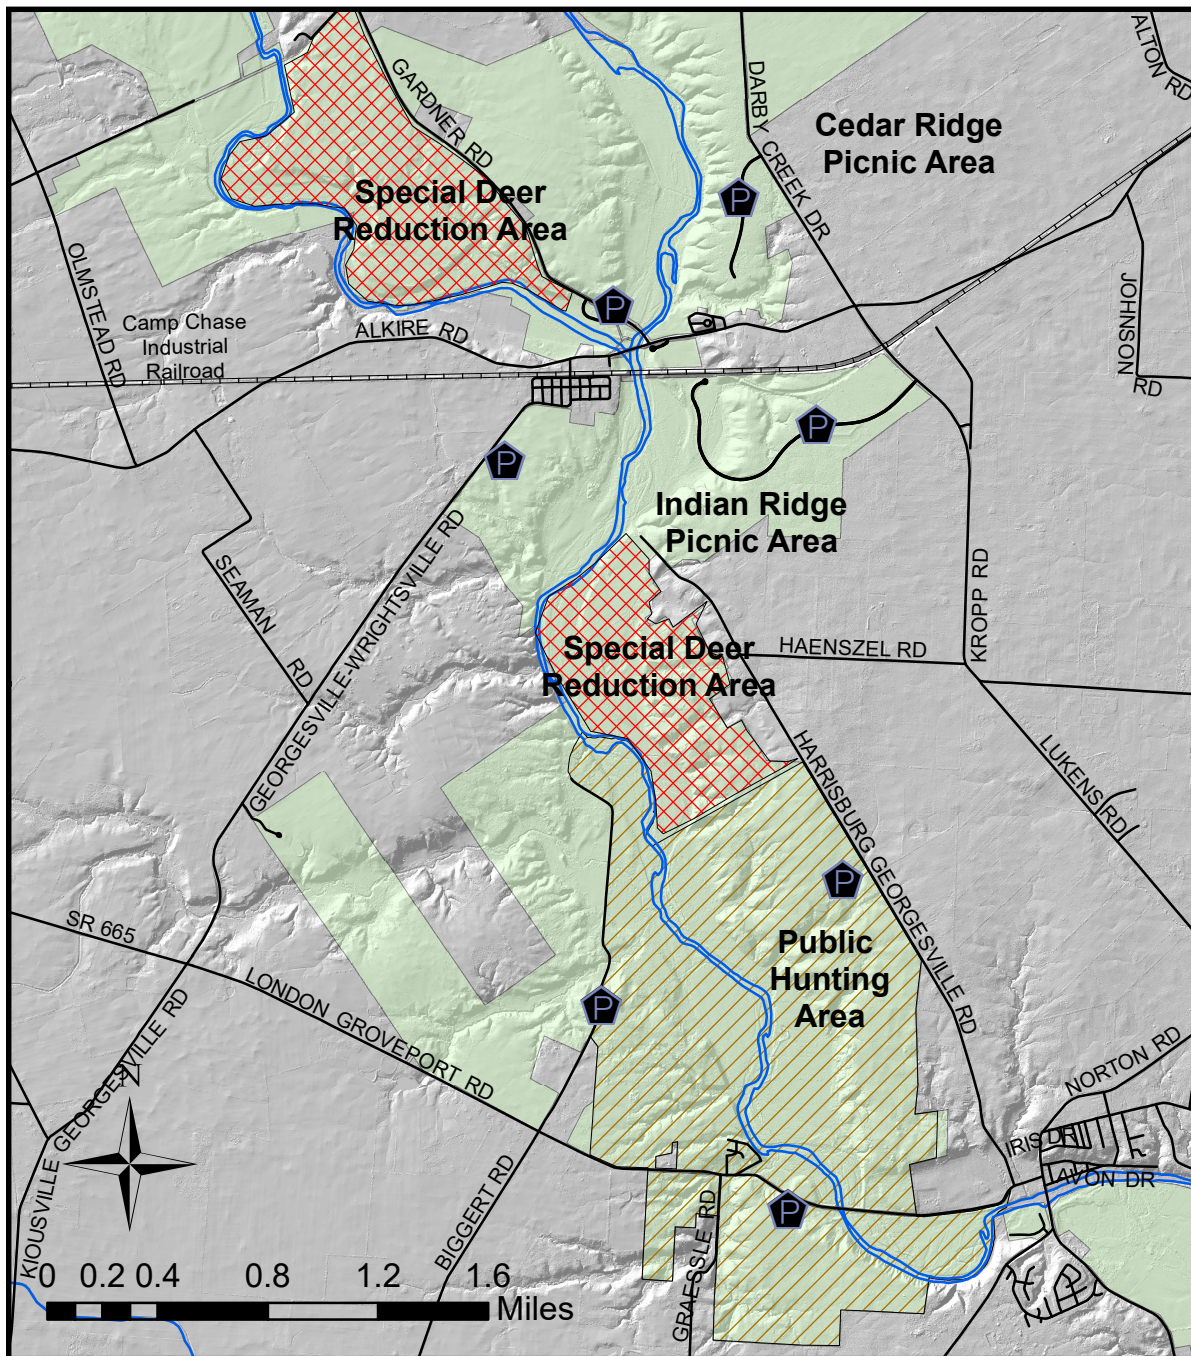 ALTON RD
GARDNER RD
DARBY CREEK DR
Cedar Ridge
Picnic Area
P
Special Deer
Reduction Area
OLMSTEAD RD
P
JOHNSON
RD
Camp Chase
Industrial
Railroad
ALKIRE RD
P
P
Indian Ridge
Picnic Area
GEORGESVILLE-WRIGHTSVILLE RD
SEAMAN
RD
KROPP RD
HAENSZEL RD
Special Deer
Reduction Area
LUKENS RD
HARRISBURG GEORGESVILLE RD
P
SR 665
Public
Hunting
Area
LONDON GROVEPORT RD
P
KIOUSVILLE GEORGESVILLE RD
N
NORTON RD
IRIS DR
AVON DR
BIGGERT RD
GRAESSLE RD
P
0 0.2 0.4 0.8 1.2 1.6
Miles